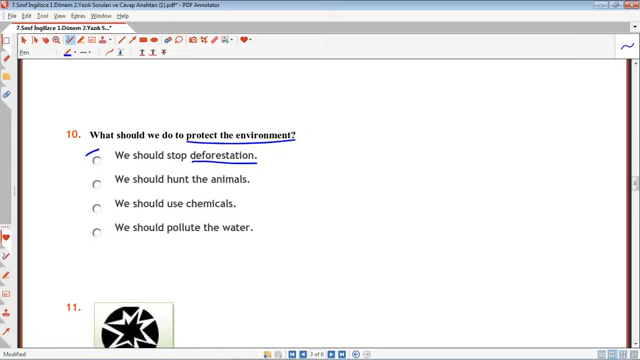 7.Sınıf İngilizce 1.Dönem 2.Yazılı Soruları ve Cevap Anahtarı (1).pdf* - PDF Annotator
File Edit View Insert Tool Document Extras Window Help
7.Sınıf İngilizce 1.Dönem 2.Yazılı S...*
Pen
10. What should we do to protect the environment?
We should stop deforestation.
We should hunt the animals.
We should use chemicals.
We should pollute the water.
11.
Modified
3 of 6